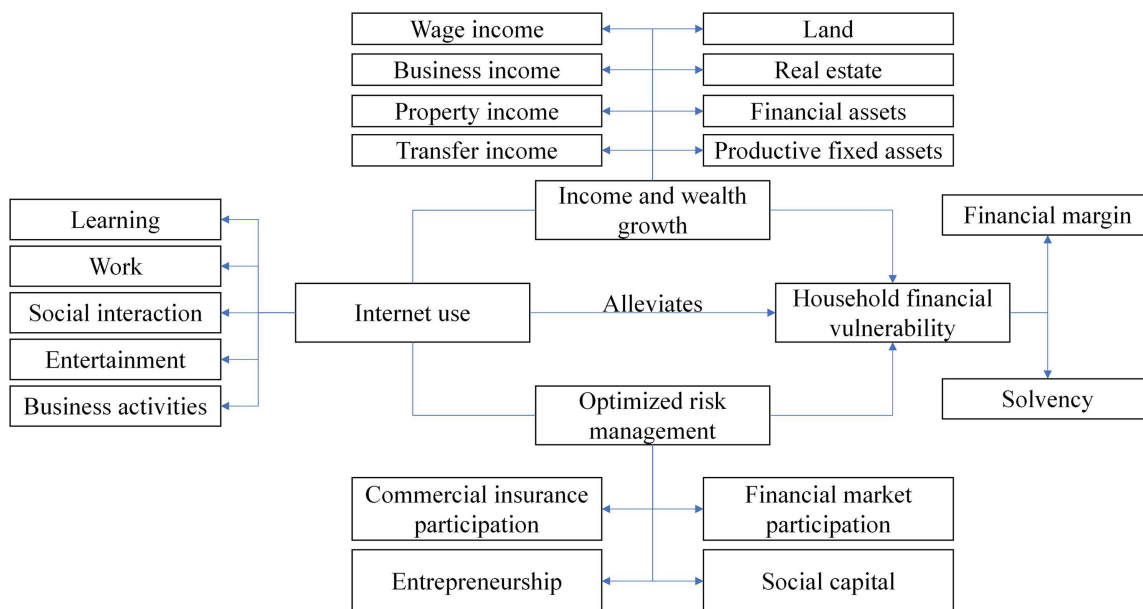 Wage income
Land
Business income
Real estate
Property income
Financial assets
Transfer income
Productive fixed assets
Income and wealth
growth
Learning
Work
Social interaction
Entertainment
Business activities
Internet use
Alleviates
Household financial
vulnerability
Financial margin
Solvency
Optimized risk
management
Commercial insurance
participation
Financial market
participation
Entrepreneurship
Social capital